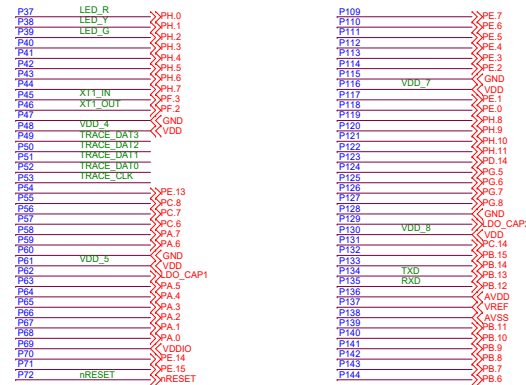 P37 LED_R PH.0
P38 LED_Y PH.1
P39 LED_G PH.2
P40 PH.3
P41 PH.4
P42 PH.5
P43 PH.6
P44 PH.7
P45 XT1_IN PF.3
P46 XT1_OUT PF.2
P47 GND
P48 VDD_4 VDD
P49 TRACE_DAT3
P50 TRACE_DAT2
P51 TRACE_DAT1
P52 TRACE_DAT0
P53 TRACE_CLK
P54 PE.13
P55 PC.8
P56 PC.7
P57 PC.6
P58 PA.7
P59 PA.6
P60 GND
P61 VDD_5 VDD
P62 LDO_CAP1
P63 PA.5
P64 PA.4
P65 PA.3
P66 PA.2
P67 PA.1
P68 PA.0
P69 VDDIO
P70 PE.14
P71 PE.15
P72 nRESET nRESET
P109 PE.7
P110 PE.6
P111 PE.5
P112 PE.4
P113 PE.3
P114 PE.2
P115 GND
P116 VDD_7 VDD
P117 PE.1
P118 PE.0
P119 PH.8
P120 PH.9
P121 PH.10
P122 PH.11
P123 PD.14
P124 PG.5
P125 PG.6
P126 PG.7
P127 PG.8
P128 GND
P129 LDO_CAP2
P130 VDD_8 VDD
P131 PC.14
P132 PB.15
P133 PB.14
P134 TXD PB.13
P135 RXD PB.12
P136 AVDD
P137 VREF
P138 AVSS
P139 PB.11
P140 PB.10
P141 PB.9
P142 PB.8
P143 PB.7
P144 PB.6